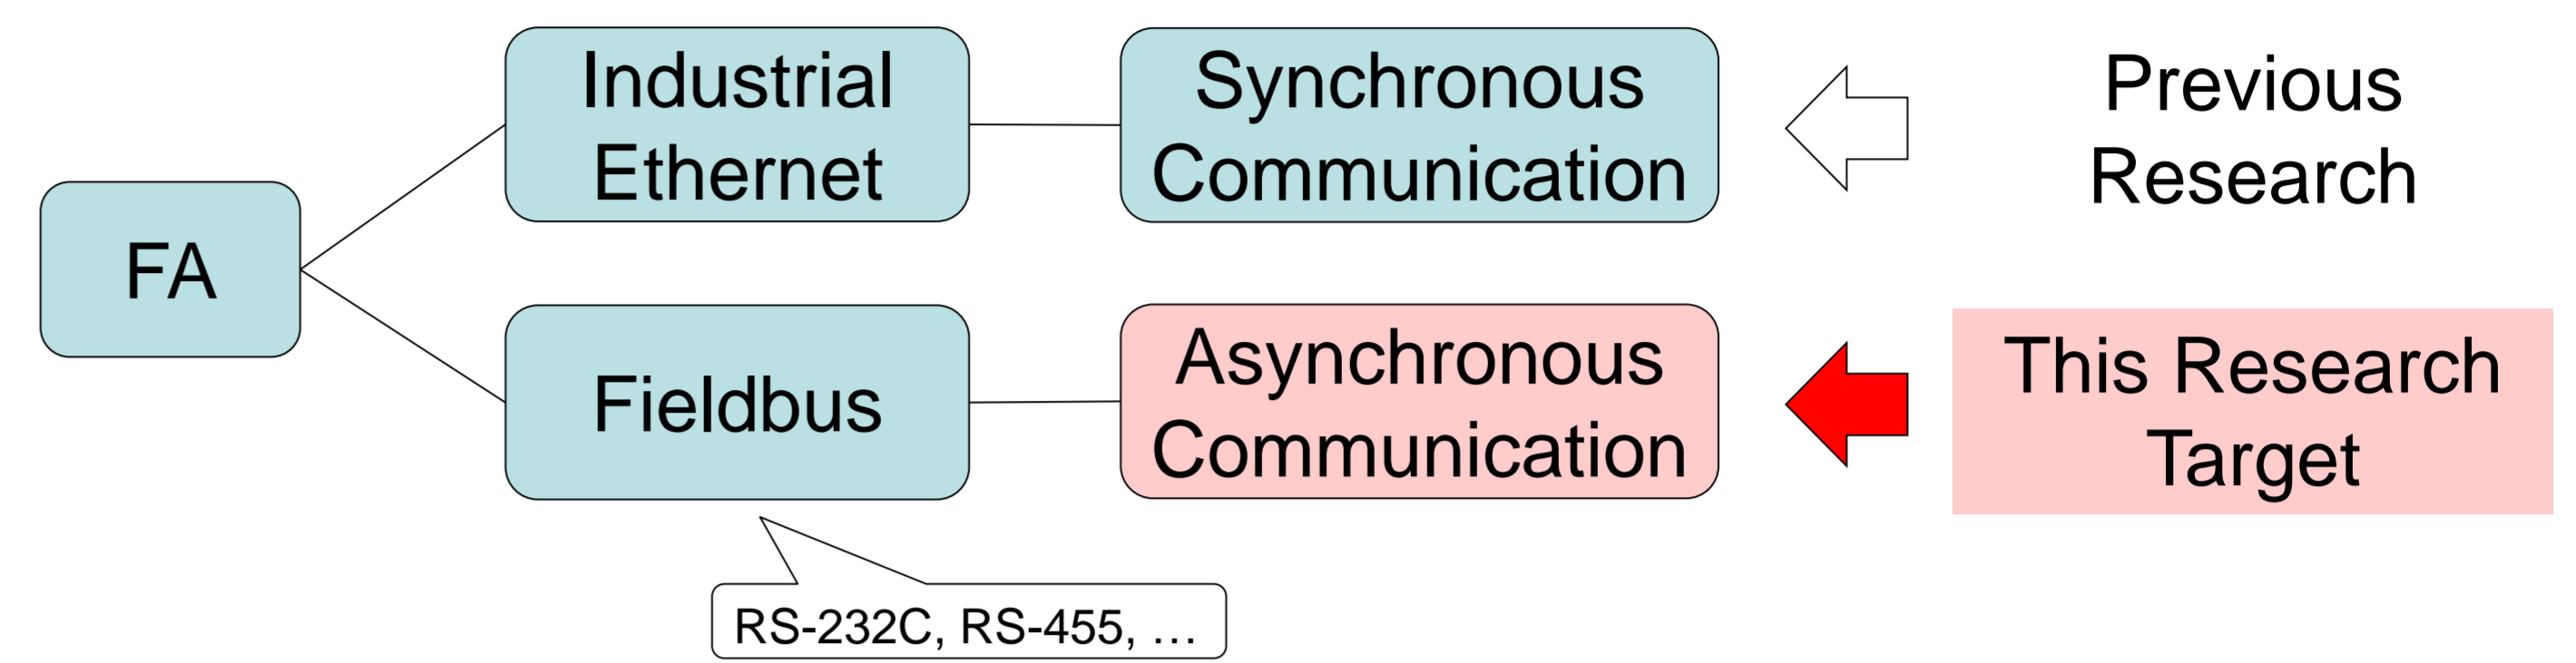 Industrial
Ethernet
Synchronous
Communication
Previous
Research
FA
Fieldbus
Asynchronous
Communication
This Research
Target
RS-232C, RS-455, …